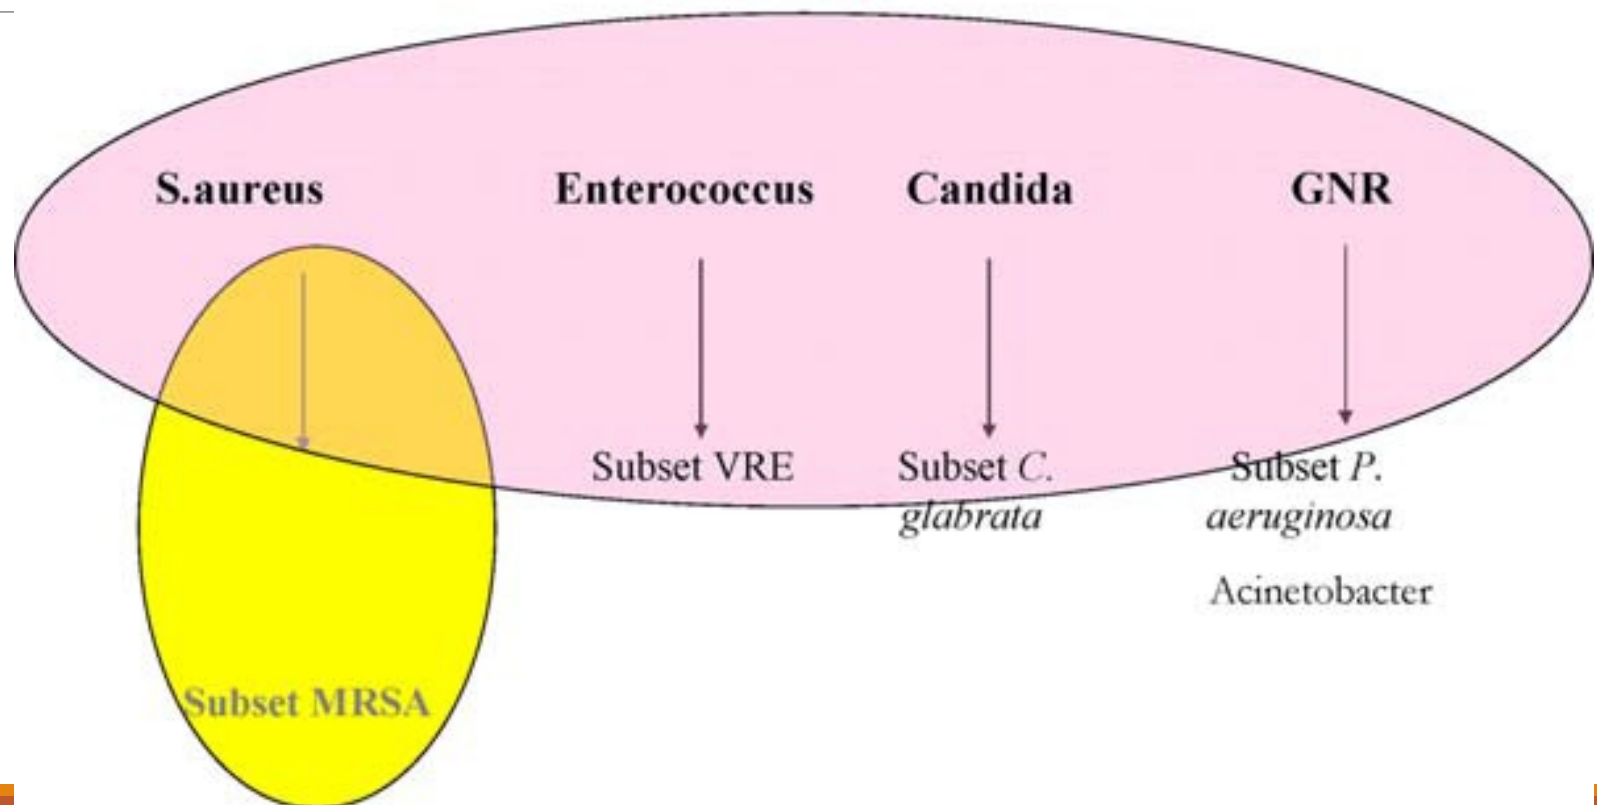 S.aureus
Enterococcus
Candida
GNR
Subset VRE
Subset C.
glabrata
Subset P.
aeruginosa
Acinetobacter
Subset MRSA